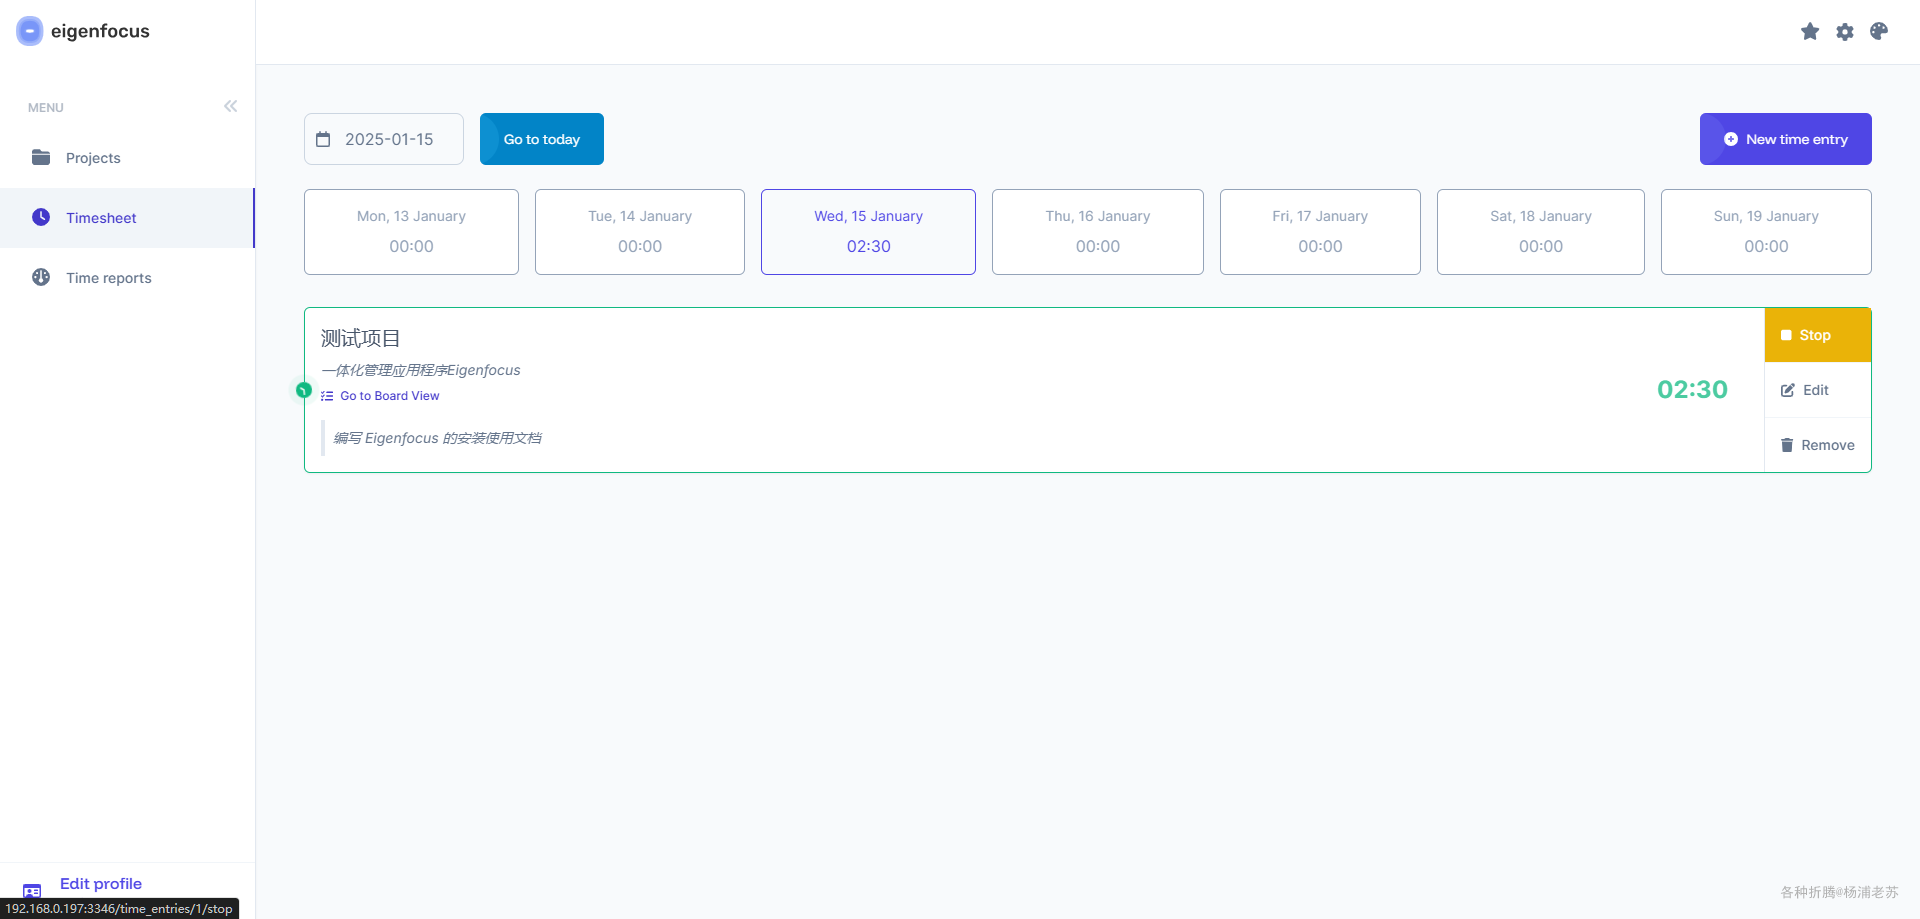 eigenfocus
MENU
Projects
Timesheet
Time reports
2025-01-15
Go to today
New time entry
Mon, 13 January
00:00
Tue, 14 January
00:00
Wed, 15 January
02:30
Thu, 16 January
00:00
Fri, 17 January
00:00
Sat, 18 January
00:00
Sun, 19 January
00:00
测试项目
一体化管理应用程序Eigenfocus
Go to Board View
编写 Eigenfocus 的安装使用文档
02:30
Stop
Edit
Remove
Edit profile
192.168.0.197:3346/time_entries/1/stop
各种折腾@杨浦老苏